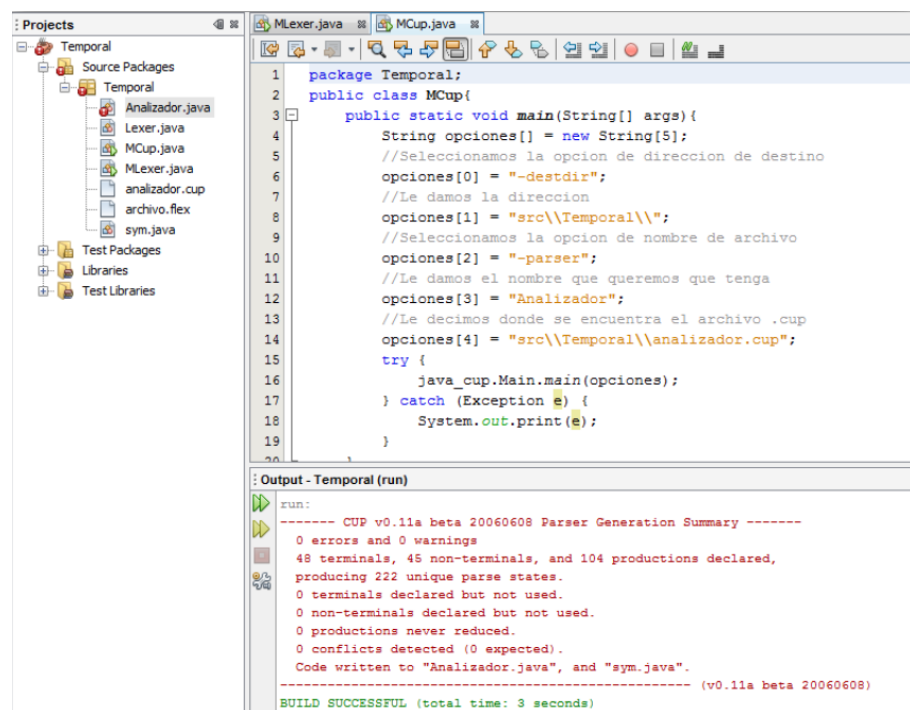 Projects
Temporal
Source Packages
Temporal
Analizador.java
Lexer.java
MCup.java
MLexer.java
analizador.cup
archivo.flex
sym.java
Test Packages
Libraries
Test Libraries
MLexer.java
MCup.java
1 package Temporal;
2 public class MCup{
3 public static void main(String[] args){
4 String opciones[] = new String[5];
5 //Seleccionamos la opcion de direccion de destino
6 opciones[0] = "-destdir";
7 //Le damos la direccion
8 opciones[1] = "src\\Temporal\\";
9 //Seleccionamos la opcion de nombre de archivo
10 opciones[2] = "-parser";
11 //Le damos el nombre que queremos que tenga
12 opciones[3] = "Analizador";
13 //Le decimos donde se encuentra el archivo .cup
14 opciones[4] = "src\\Temporal\\analizador.cup";
15 try {
16 java_cup.Main.main(opciones);
17 } catch (Exception e) {
18 System.out.print(e);
19 }
Output - Temporal (run)
run:
------- CUP v0.11a beta 20060608 Parser Generation Summary -------
0 errors and 0 warnings
48 terminals, 45 non-terminals, and 104 productions declared,
producing 222 unique parse states.
0 terminals declared but not used.
0 non-terminals declared but not used.
0 productions never reduced.
0 conflicts detected (0 expected).
Code written to "Analizador.java", and "sym.java".
---------------------------------------------------- (v0.11a beta 20060608)
BUILD SUCCESSFUL (total time: 3 seconds)